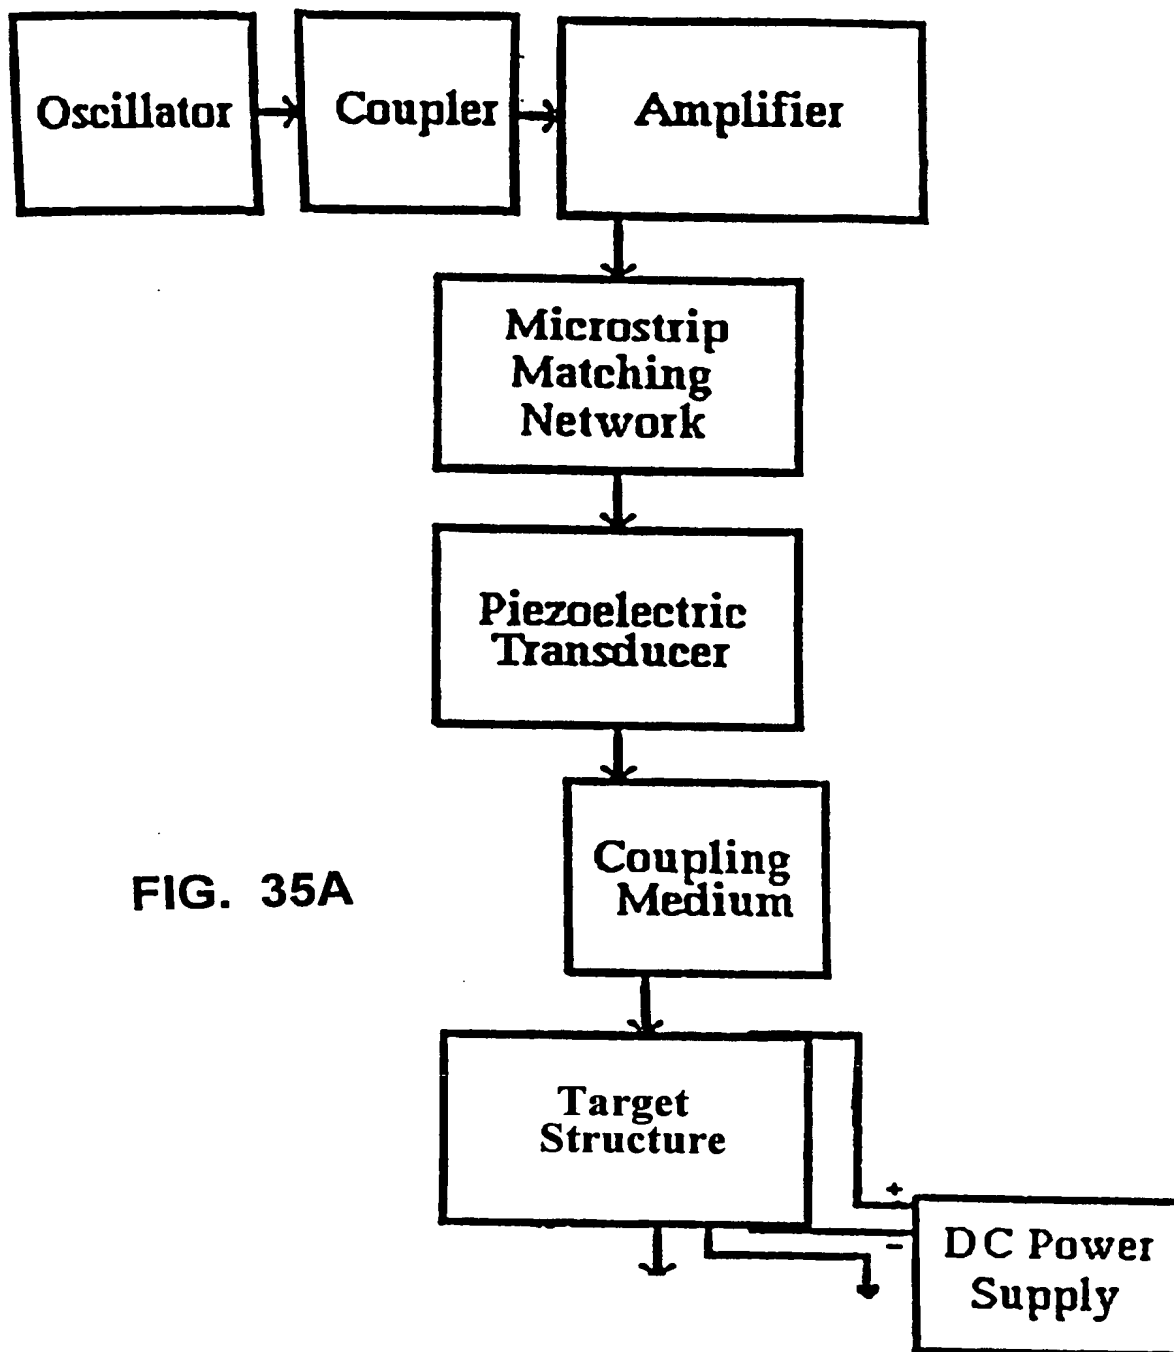 Oscillator
Coupler
Amplifier
Microstrip
Matching
Network
Piezoelectric
Transducer
Coupling
Medium
FIG. 35A
Target
Structure
+
−
DC Power
Supply